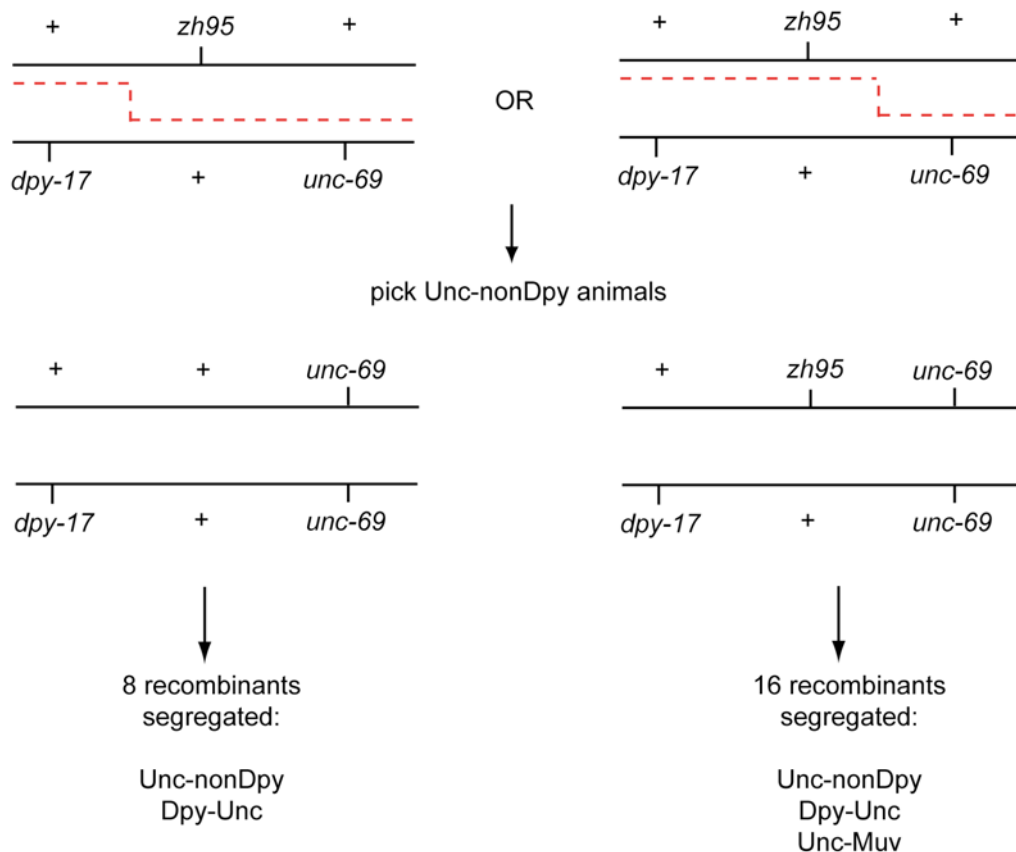 + zh95 + + zh95 +
OR
dpy-17 + unc-69 dpy-17 + unc-69
pick Unc-nonDpy animals
+ + unc-69 + zh95 unc-69
dpy-17 + unc-69 dpy-17 + unc-69
8 recombinants
segregated:
Unc-nonDpy
Dpy-Unc
16 recombinants
segregated:
Unc-nonDpy
Dpy-Unc
Unc-Muv